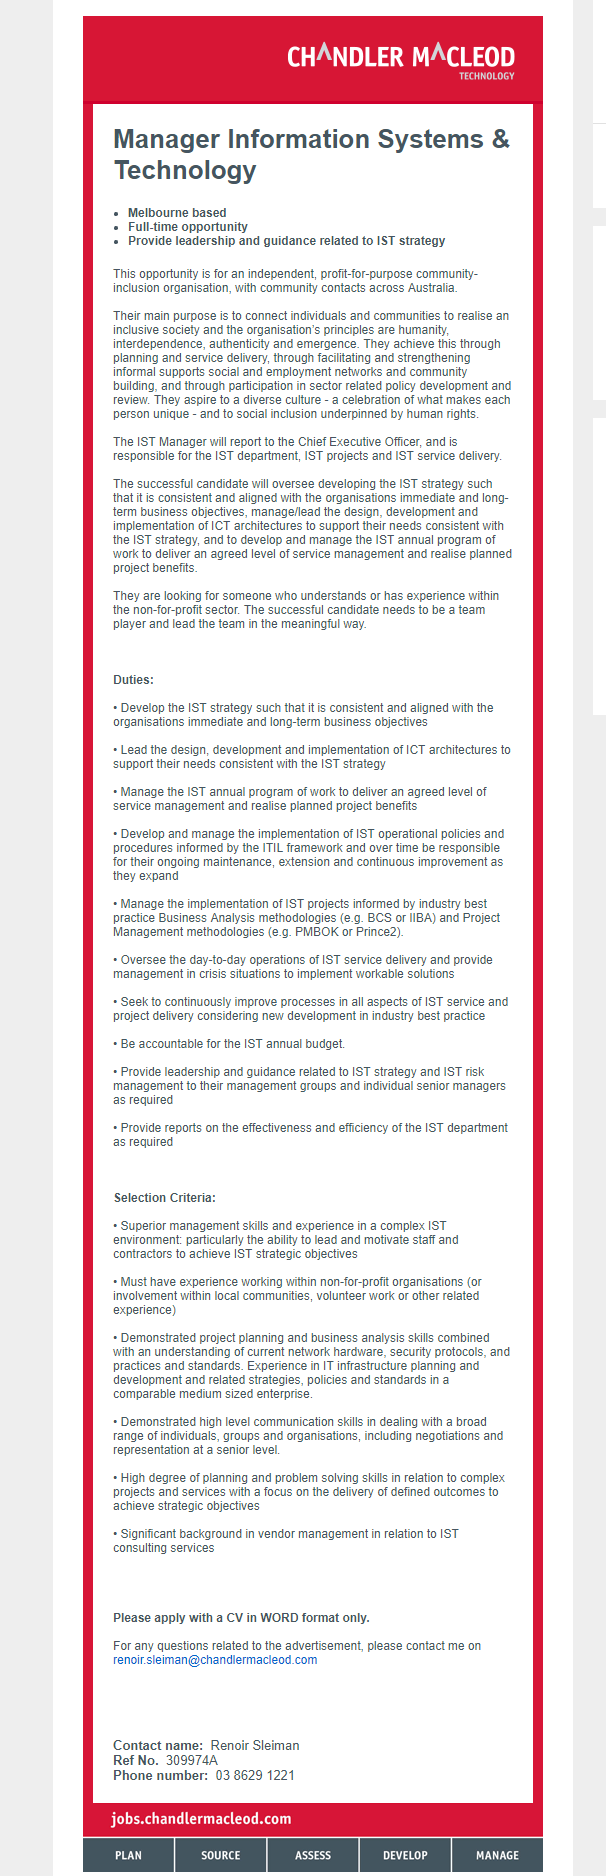 CHANDLER MACLEOD
TECHNOLOGY
Manager Information Systems &
Technology
• Melbourne based
• Full-time opportunity
• Provide leadership and guidance related to IST strategy
This opportunity is for an independent, profit-for-purpose community-
inclusion organisation, with community contacts across Australia.
Their main purpose is to connect individuals and communities to realise an
inclusive society and the organisation's principles are humanity,
interdependence, authenticity and emergence. They achieve this through
planning and service delivery, through facilitating and strengthening
informal supports social and employment networks and community
building, and through participation in sector related policy development and
review. They aspire to a diverse culture - a celebration of what makes each
person unique - and to social inclusion underpinned by human rights.
The IST Manager will report to the Chief Executive Officer, and is
responsible for the IST department, IST projects and IST service delivery.
The successful candidate will oversee developing the IST strategy such
that it is consistent and aligned with the organisations immediate and long-
term business objectives, manage/lead the design, development and
implementation of ICT architectures to support their needs consistent with
the IST strategy, and to develop and manage the IST annual program of
work to deliver an agreed level of service management and realise planned
project benefits.
They are looking for someone who understands or has experience within
the non-for-profit sector. The successful candidate needs to be a team
player and lead the team in the meaningful way.
Duties:
• Develop the IST strategy such that it is consistent and aligned with the
organisations immediate and long-term business objectives
• Lead the design, development and implementation of ICT architectures to
support their needs consistent with the IST strategy
• Manage the IST annual program of work to deliver an agreed level of
service management and realise planned project benefits
• Develop and manage the implementation of IST operational policies and
procedures informed by the ITIL framework and over time be responsible
for their ongoing maintenance, extension and continuous improvement as
they expand
• Manage the implementation of IST projects informed by industry best
practice Business Analysis methodologies (e.g. BCS or IIBA) and Project
Management methodologies (e.g. PMBOK or Prince2).
• Oversee the day-to-day operations of IST service delivery and provide
management in crisis situations to implement workable solutions
• Seek to continuously improve processes in all aspects of IST service and
project delivery considering new development in industry best practice
• Be accountable for the IST annual budget.
• Provide leadership and guidance related to IST strategy and IST risk
management to their management groups and individual senior managers
as required
• Provide reports on the effectiveness and efficiency of the IST department
as required
Selection Criteria:
• Superior management skills and experience in a complex IST
environment: particularly the ability to lead and motivate staff and
contractors to achieve IST strategic objectives
• Must have experience working within non-for-profit organisations (or
involvement within local communities, volunteer work or other related
experience)
• Demonstrated project planning and business analysis skills combined
with an understanding of current network hardware, security protocols, and
practices and standards. Experience in IT infrastructure planning and
development and related strategies, policies and standards in a
comparable medium sized enterprise.
• Demonstrated high level communication skills in dealing with a broad
range of individuals, groups and organisations, including negotiations and
representation at a senior level.
• High degree of planning and problem solving skills in relation to complex
projects and services with a focus on the delivery of defined outcomes to
achieve strategic objectives
• Significant background in vendor management in relation to IST
consulting services
Please apply with a CV in WORD format only.
For any questions related to the advertisement, please contact me on
renoir.sleiman@chandlermacleod.com
Contact name: Renoir Sleiman
Ref No. 309974A
Phone number: 03 8629 1221
jobs.chandlermacleod.com
PLAN SOURCE ASSESS DEVELOP MANAGE